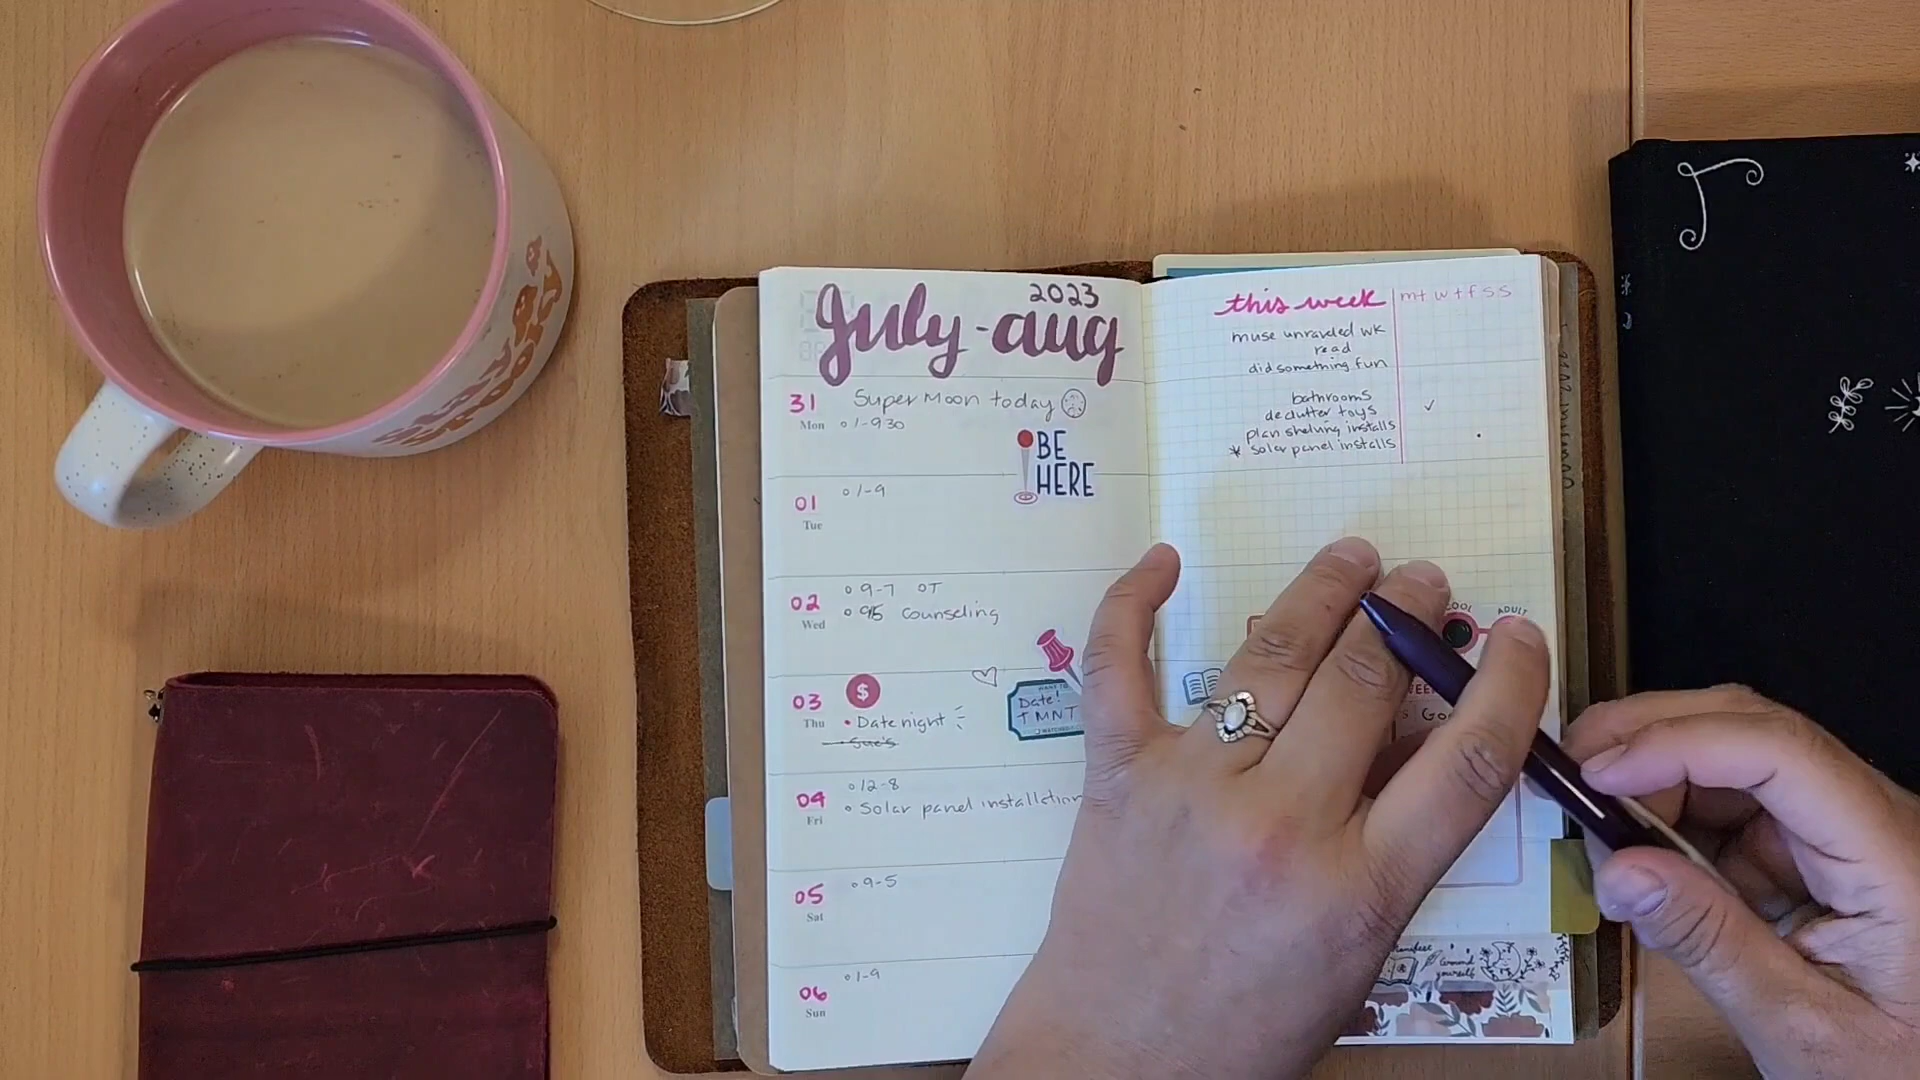 2023
July-aug
31
Mon
Super Moon today
1-930
BE
HERE
01
Tue
1-9
02
Wed
9-7 OT
Counseling
03
Thu
$
Date night
Sue's
Date!
TMNT
04
Fri
12-8
Solar panel installation
05
Sat
9-5
06
Sun
1-9
this week
m t w t f s s
muse unraveled wk
read
did something fun
bathrooms
declutter toys
plan shelving installs
* solar panel installs
COOL
ADULT
Ground
yourself